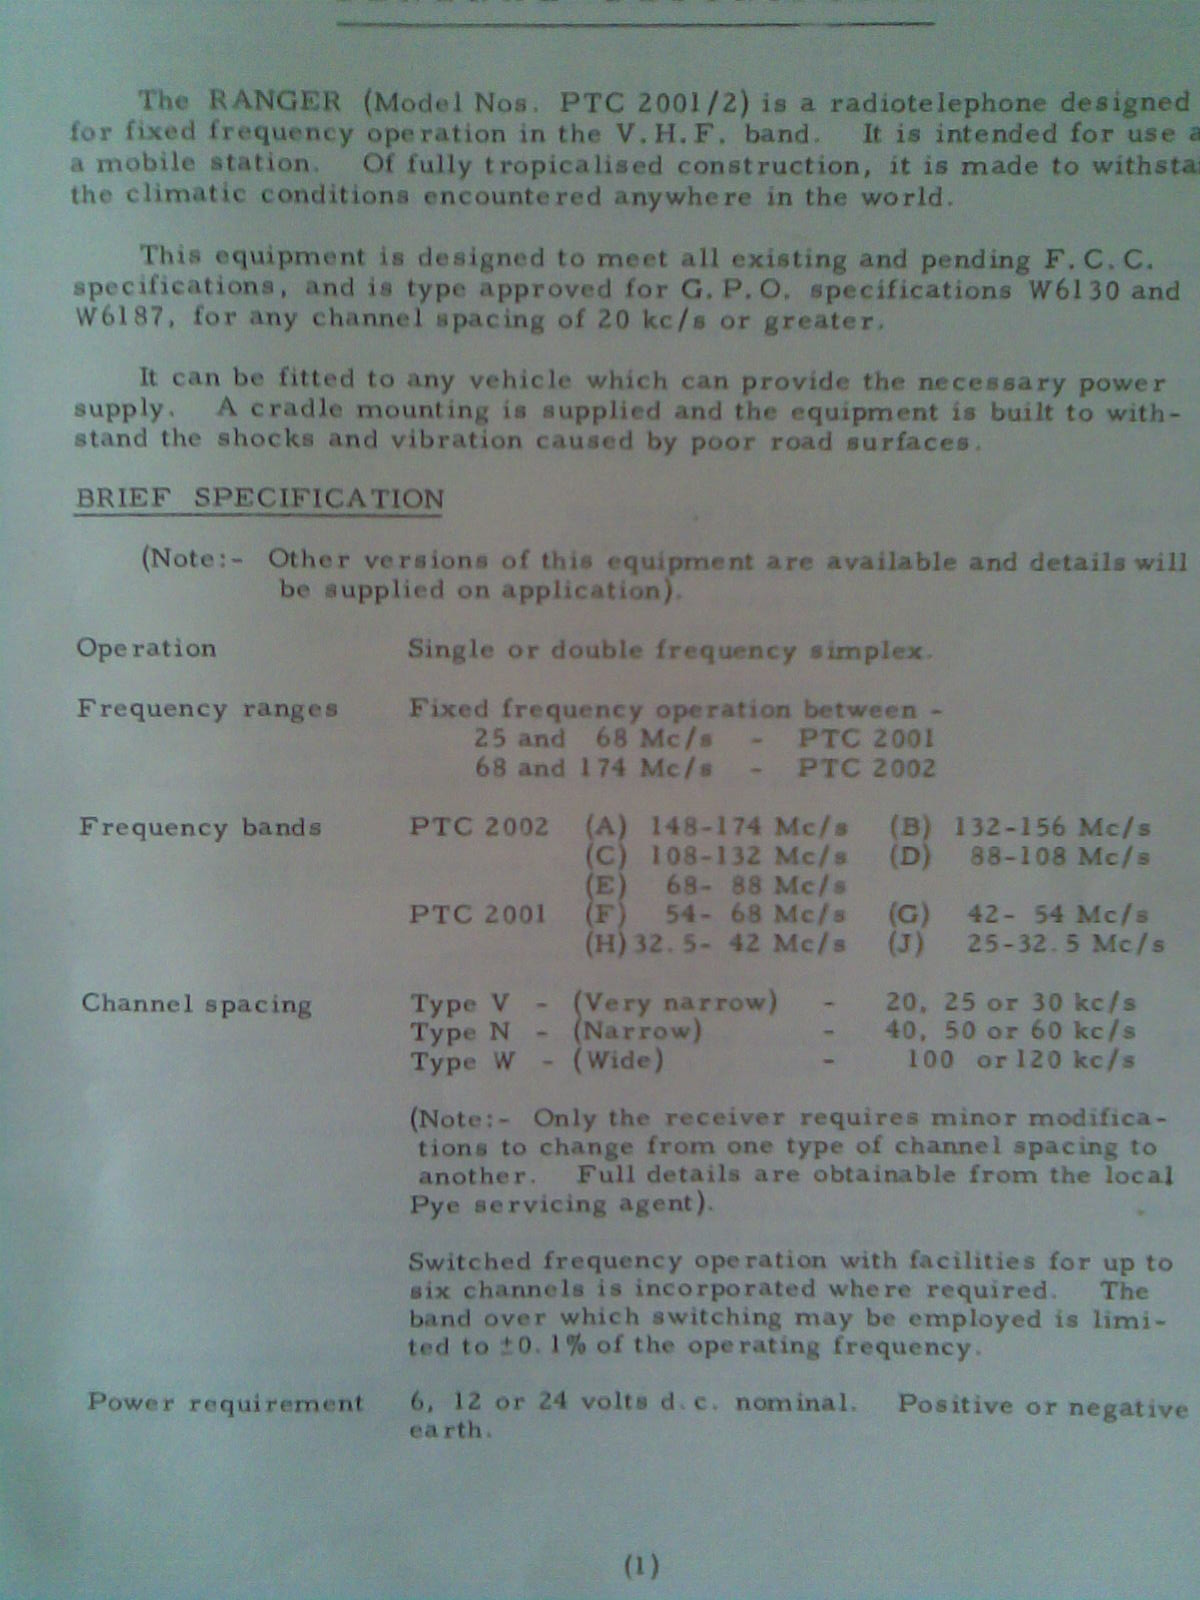 The RANGER (Model Nos. PTC 2001/2) is a radiotelephone designed
for fixed frequency operation in the V.H.F. band. It is intended for use
a mobile station. Of fully tropicalised construction, it is made to
the climatic conditions encountered anywhere in the world.
This equipment is designed to meet all existing and pending F.C.C.
specifications, and is type approved for G.P.O. specifications W6130 and
W6187, for any channel spacing of 20 kc/s or greater.
It can be fitted to any vehicle which can provide the necessary power
supply. A cradle mounting is supplied and the equipment is built to with-
stand the shocks and vibration caused by poor road surfaces.
BRIEF SPECIFICATION
(Note:- Other versions of this equipment are available and details will
be supplied on application).
Operation Single or double frequency simplex.
Frequency ranges Fixed frequency operation between -
25 and 68 Mc/s - PTC 2001
68 and 174 Mc/s - PTC 2002
Frequency bands PTC 2002 (A) 148-174 Mc/s (B) 132-156 Mc/s
(C) 108-132 Mc/s (D) 88-108 Mc/s
(E) 68- 88 Mc/s
PTC 2001 (F) 54- 68 Mc/s (G) 42- 54 Mc/s
(H) 32.5- 42 Mc/s (J) 25-32.5 Mc/s
Channel spacing Type V - (Very narrow) - 20, 25 or 30 kc/s
Type N - (Narrow) - 40, 50 or 60 kc/s
Type W - (Wide) - 100 or 120 kc/s
(Note:- Only the receiver requires minor modifica-
tions to change from one type of channel spacing to
another. Full details are obtainable from the local
Pye servicing agent).
Switched frequency operation with facilities for up to
six channels is incorporated where required. The
band over which switching may be employed is limi-
ted to ±0.1% of the operating frequency.
Power requirement 6, 12 or 24 volts d.c. nominal. Positive or negative
earth.
(1)